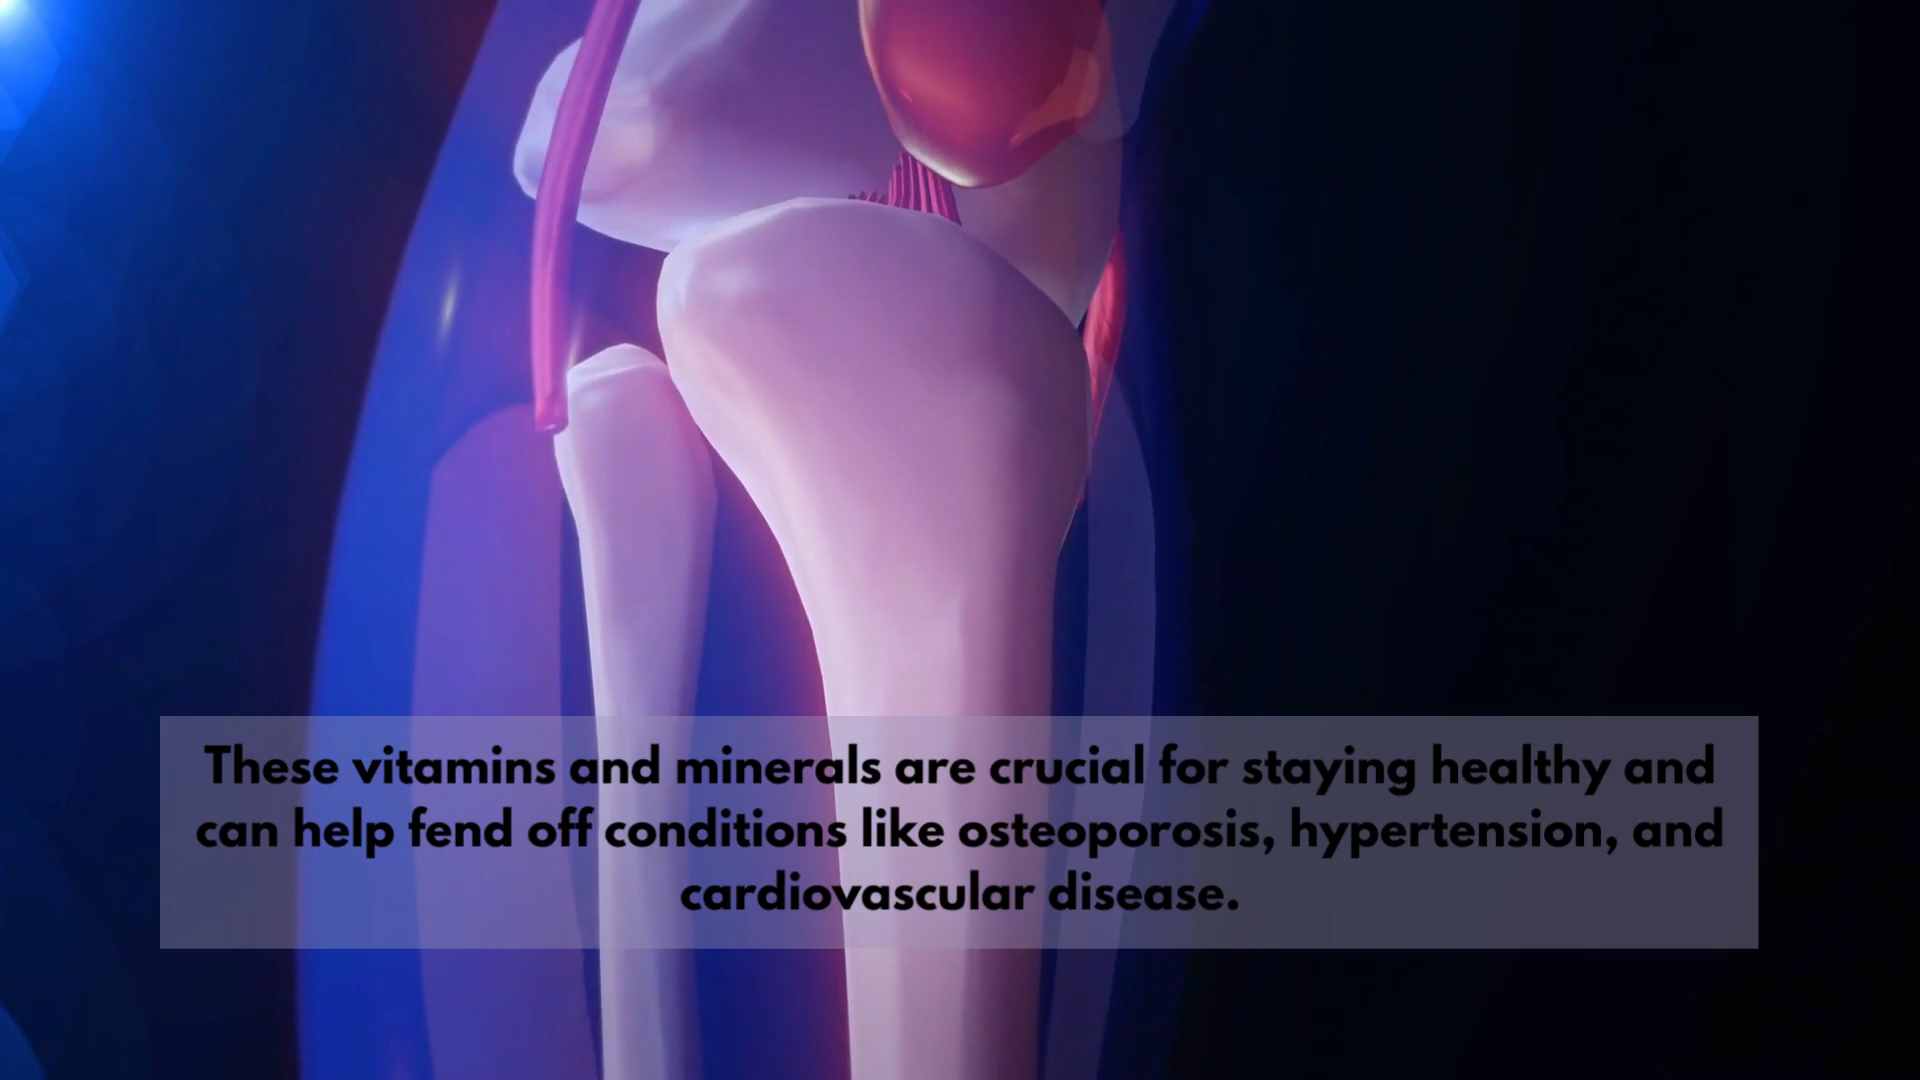 These vitamins and minerals are crucial for staying healthy and
can help fend off conditions like osteoporosis, hypertension, and
cardiovascular disease.